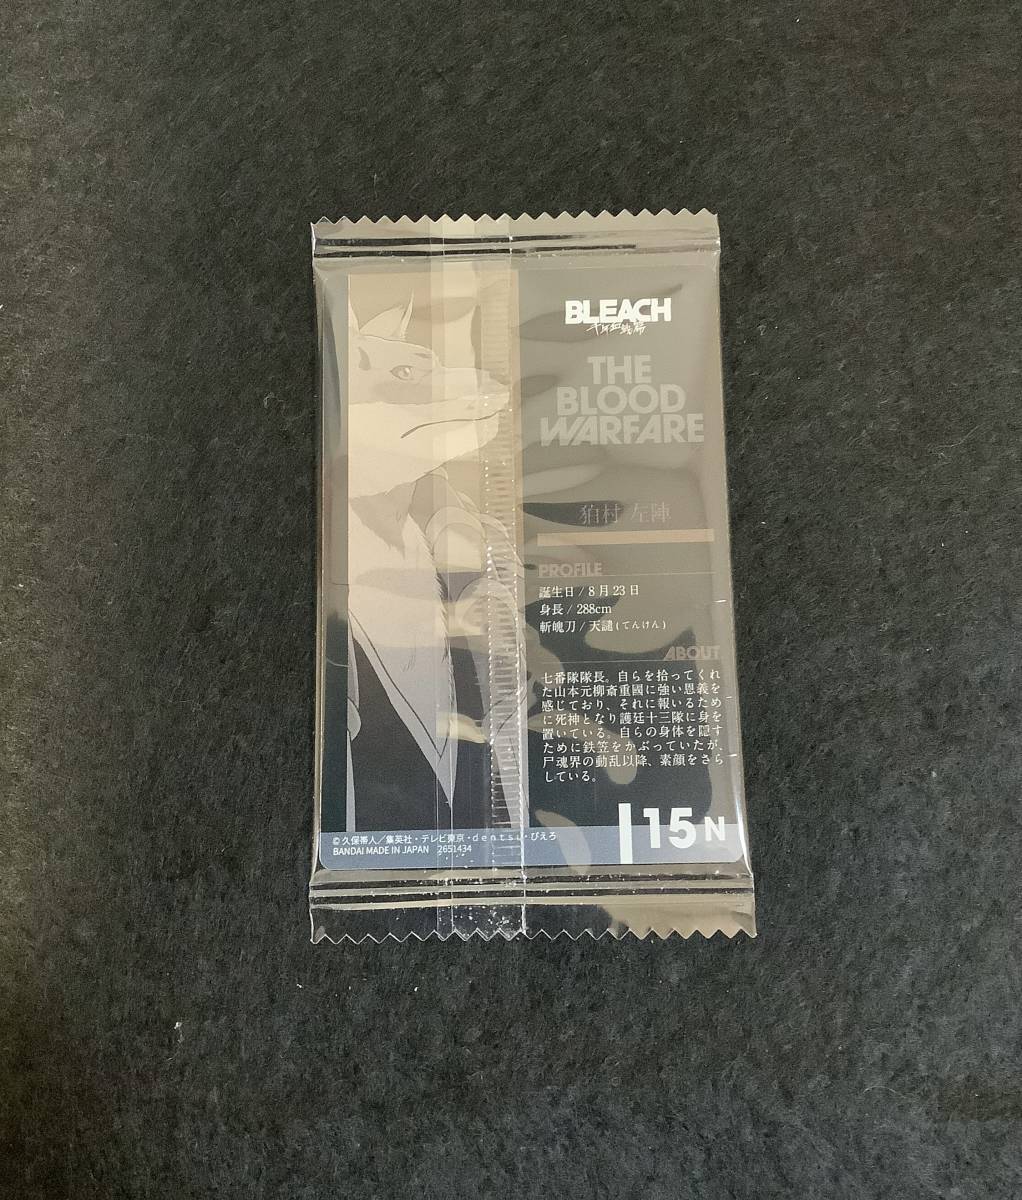 BLEACH
千年血戦篇
THE
BLOOD
WARFARE
狛村 左陣
PROFILE
誕生日 / 8月23日
身長 / 288cm
斬魄刀 / 天譴(てんけん)
ABOUT
七番隊隊長。自らを拾ってくれ
た山本元柳斎重國に強い恩義を
感じており、それに報いるため
に死神となり護廷十三隊に身を
置いている。自らの身体を隠す
ために鉄笠をかぶっていたが、
尸魂界の動乱以降、素顔をさら
している。
15 N
© 久保帯人／集英社・テレビ東京・dentsu・ぴえろ
BANDAI MADE IN JAPAN 2651434